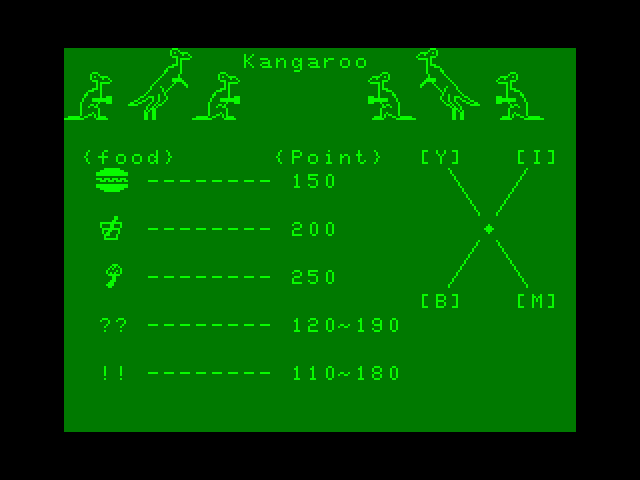 Kangaroo
(food) (Point) [Y] [I]
-------- 150
-------- 200
-------- 250
[B] [M]
?? -------- 120~190
!! -------- 110~180